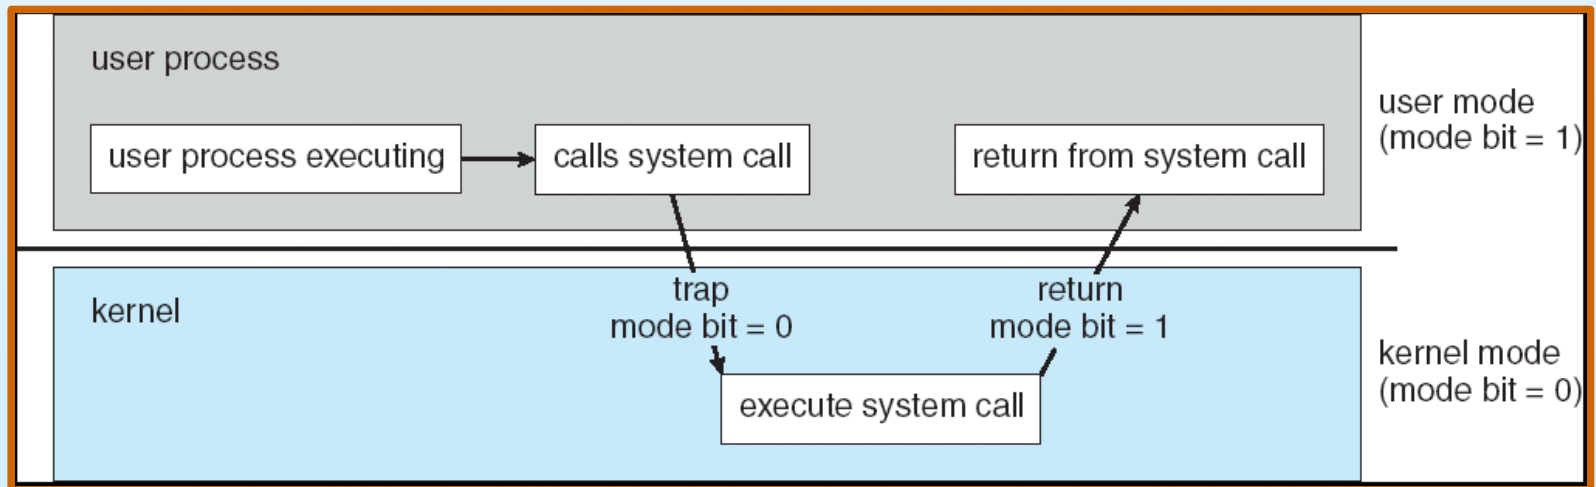 user process
user process executing
calls system call
return from system call
user mode
(mode bit = 1)
kernel
trap
mode bit = 0
return
mode bit = 1
execute system call
kernel mode
(mode bit = 0)